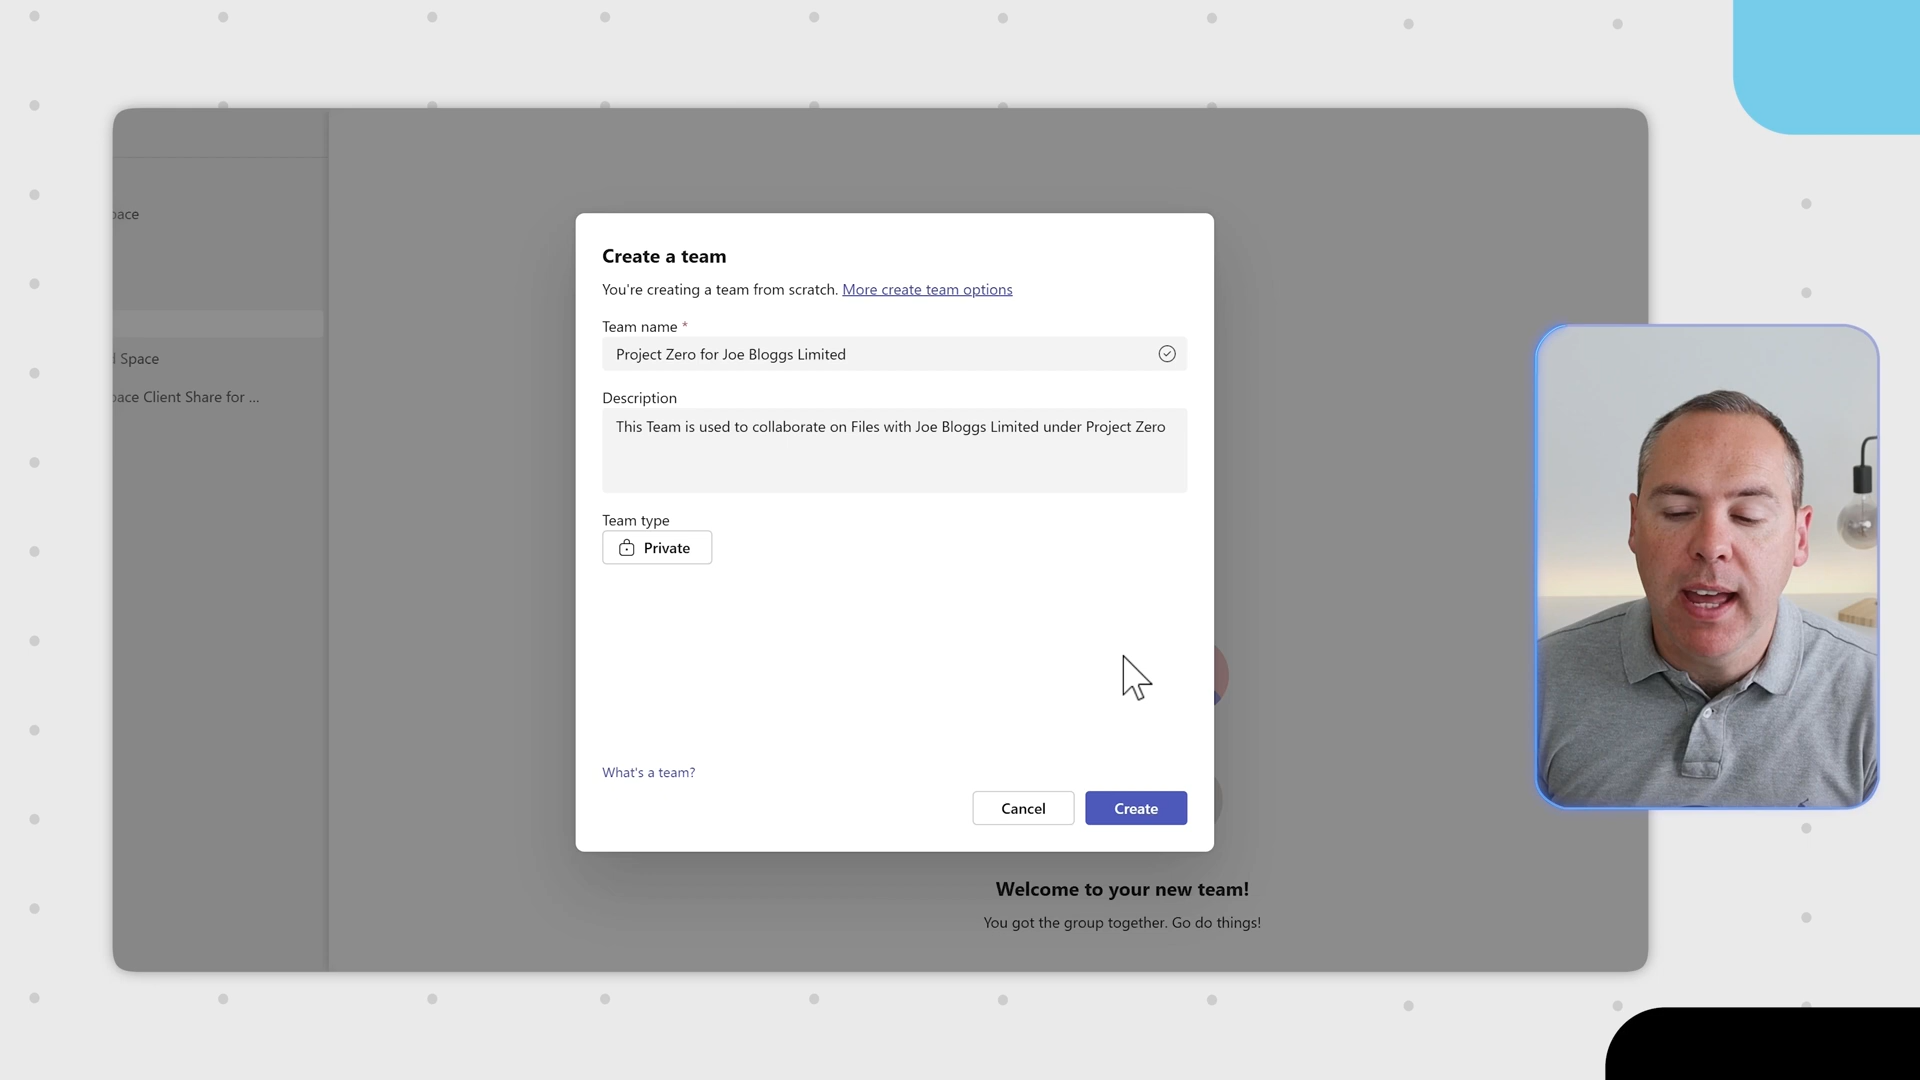 pace
Space
pace Client Share for ...
Create a team
You're creating a team from scratch. More create team options
Team name *
Project Zero for Joe Bloggs Limited
Description
This Team is used to collaborate on Files with Joe Bloggs Limited under Project Zero
Team type
Private
What's a team?
Cancel
Create
Welcome to your new team!
You got the group together. Go do things!